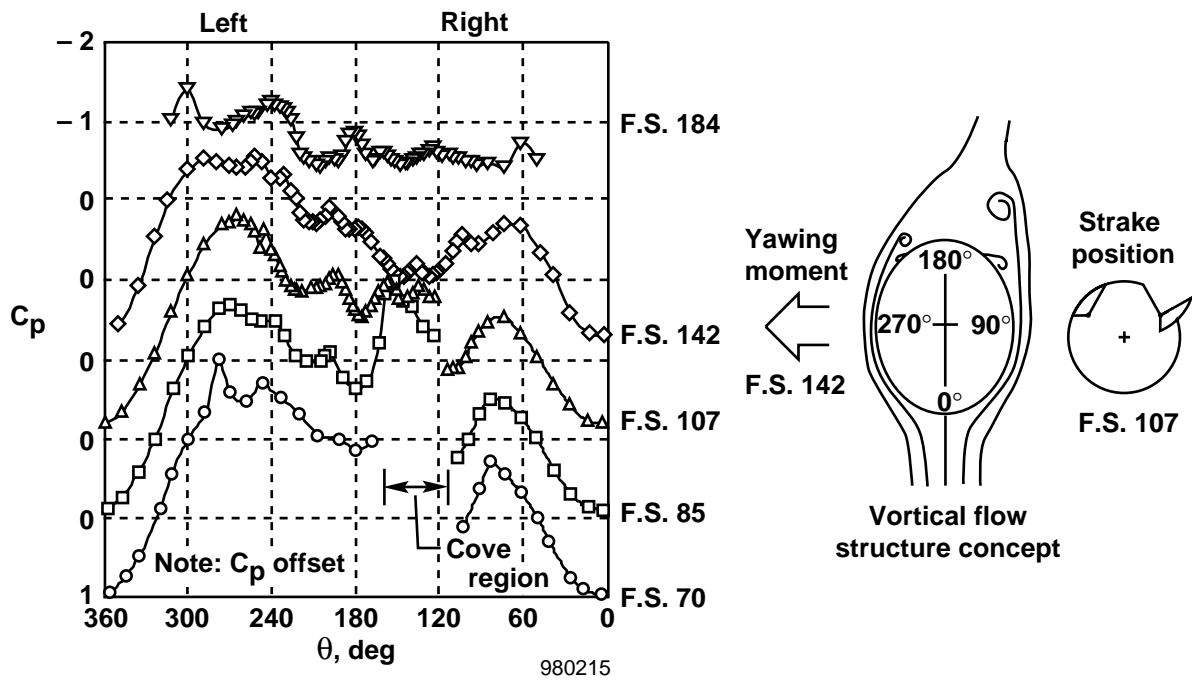 Left
Right
– 2
– 1
0
0
0
0
0
1
Cp
F.S. 184
F.S. 142
F.S. 107
F.S. 85
F.S. 70
Note: Cp offset
Cove
region
360
300
240
180
120
60
0
θ, deg
980215
Yawing
moment
F.S. 142
180°
270°
90°
0°
Vortical flow
structure concept
Strake
position
F.S. 107